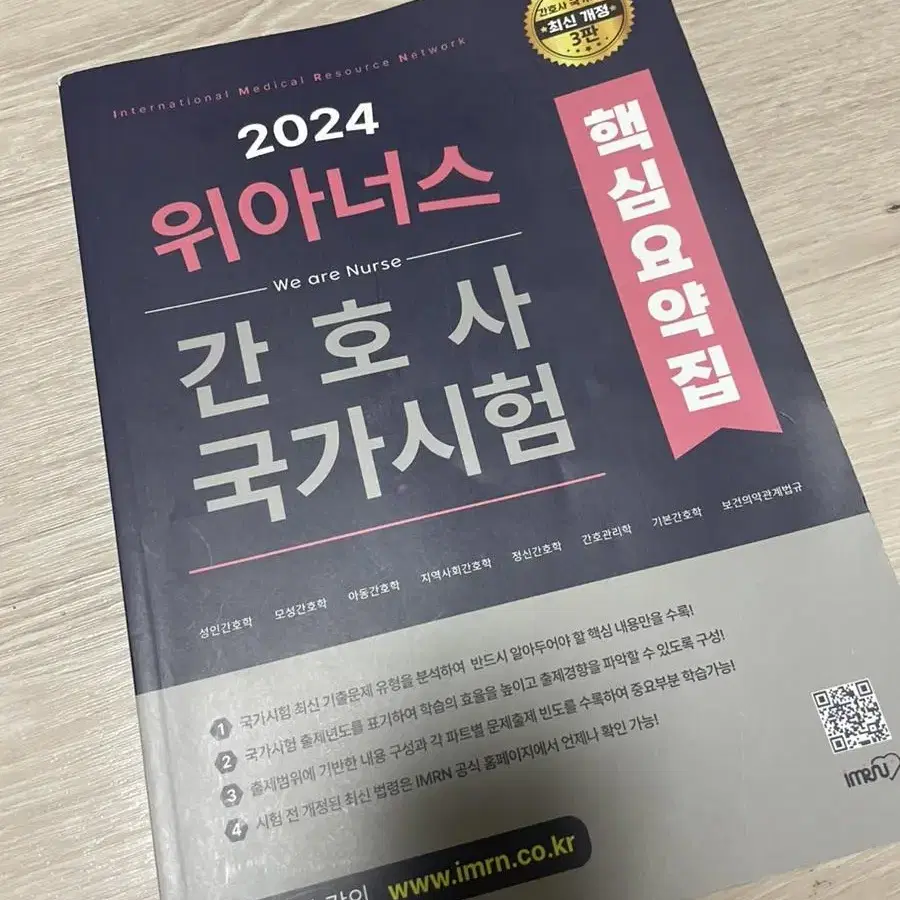 간호사 국
최신 개정
3판
International Medical Resource Network
2024
위아너스
We are Nurse
간호사
국가시험
핵심요약집
성인간호학 모성간호학 아동간호학 지역사회간호학 정신간호학 간호관리학 기본간호학 보건의약관계법규
1 국가시험 최신 기출문제 유형을 분석하여 반드시 알아두어야 할 핵심 내용만을 수록!
2 국가시험 출제년도를 표기하여 학습의 효율을 높이고 출제경향을 파악할 수 있도록 구성!
3 출제범위에 기반한 내용 구성과 각 파트별 문제출제 빈도를 수록하여 중요부분 학습가능!
4 시험 전 개정된 최신 법령은 IMRN 공식 홈페이지에서 언제나 확인 가능!
IMRN
강의 www.imrn.co.kr